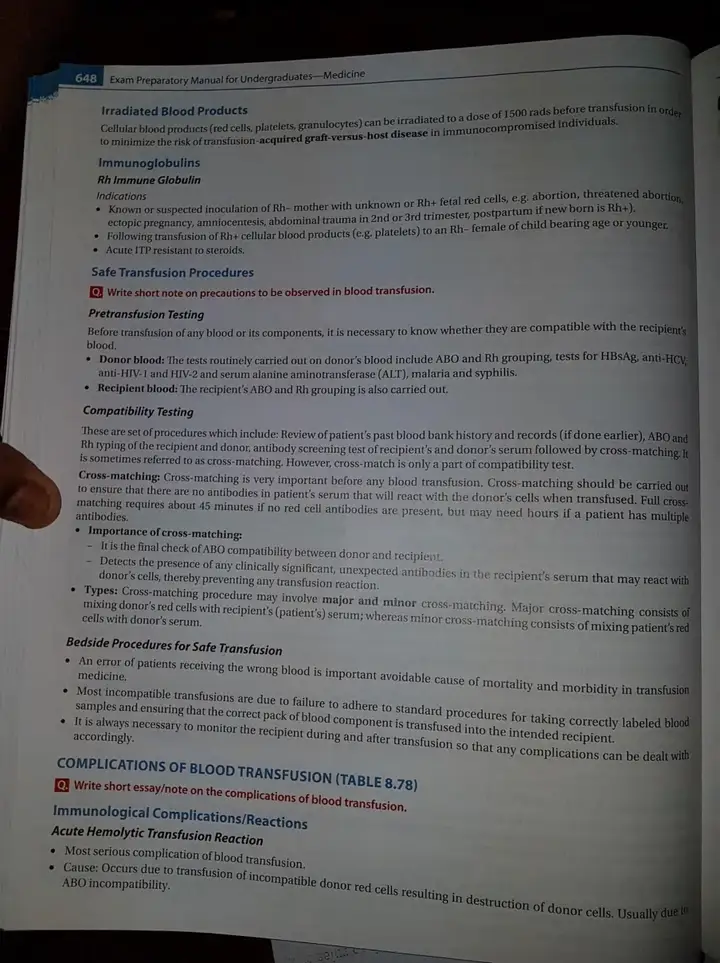 648 Exam Preparatory Manual for Undergraduates—Medicine
Irradiated Blood Products
Cellular blood products (red cells, platelets, granulocytes) can be irradiated to a dose of 1500 rads before transfusion in order
to minimize the risk of transfusion-acquired graft-versus-host disease in immunocompromised individuals.
Immunoglobulins
Rh Immune Globulin
Indications
• Known or suspected inoculation of Rh– mother with unknown or Rh+ fetal red cells, e.g. abortion, threatened abortion,
ectopic pregnancy, amniocentesis, abdominal trauma in 2nd or 3rd trimester, postpartum if new born is Rh+).
• Following transfusion of Rh+ cellular blood products (e.g. platelets) to an Rh– female of child bearing age or younger.
• Acute ITP resistant to steroids.
Safe Transfusion Procedures
Q. Write short note on precautions to be observed in blood transfusion.
Pretransfusion Testing
Before transfusion of any blood or its components, it is necessary to know whether they are compatible with the recipient's
blood.
• Donor blood: The tests routinely carried out on donor's blood include ABO and Rh grouping, tests for HBsAg, anti-HCV,
anti-HIV-1 and HIV-2 and serum alanine aminotransferase (ALT), malaria and syphilis.
• Recipient blood: The recipient's ABO and Rh grouping is also carried out.
Compatibility Testing
These are set of procedures which include: Review of patient's past blood bank history and records (if done earlier), ABO and
Rh typing of the recipient and donor, antibody screening test of recipient's and donor's serum followed by cross-matching. It
is sometimes referred to as cross-matching. However, cross-match is only a part of compatibility test.
Cross-matching: Cross-matching is very important before any blood transfusion. Cross-matching should be carried out
to ensure that there are no antibodies in patient's serum that will react with the donor's cells when transfused. Full cross-
matching requires about 45 minutes if no red cell antibodies are present, but may need hours if a patient has multiple
antibodies.
• Importance of cross-matching:
– It is the final check of ABO compatibility between donor and recipient.
– Detects the presence of any clinically significant, unexpected antibodies in the recipient's serum that may react with
donor's cells, thereby preventing any transfusion reaction.
• Types: Cross-matching procedure may involve major and minor cross-matching. Major cross-matching consists of
mixing donor's red cells with recipient's (patient's) serum; whereas minor cross-matching consists of mixing patient's red
cells with donor's serum.
Bedside Procedures for Safe Transfusion
• An error of patients receiving the wrong blood is important avoidable cause of mortality and morbidity in transfusion
medicine.
• Most incompatible transfusions are due to failure to adhere to standard procedures for taking correctly labeled blood
samples and ensuring that the correct pack of blood component is transfused into the intended recipient.
• It is always necessary to monitor the recipient during and after transfusion so that any complications can be dealt with
accordingly.
COMPLICATIONS OF BLOOD TRANSFUSION (TABLE 8.78)
Q. Write short essay/note on the complications of blood transfusion.
Immunological Complications/Reactions
Acute Hemolytic Transfusion Reaction
• Most serious complication of blood transfusion.
• Cause: Occurs due to transfusion of incompatible donor red cells resulting in destruction of donor cells. Usually due to
ABO incompatibility.